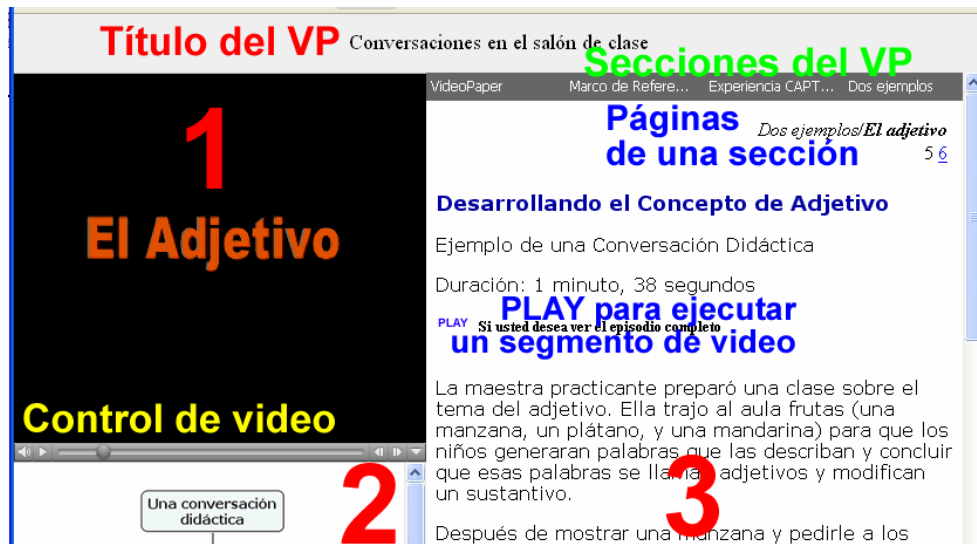 Título del VP Conversaciones en el salón de clase
Secciones del VP
VideoPaper Marco de Refere... Experiencia CAPT... Dos ejemplos
1
El Adjetivo
Control de video
2
Una conversación
didáctica
Páginas
de una sección
Dos ejemplos/El adjetivo
5 6
Desarrollando el Concepto de Adjetivo
Ejemplo de una Conversación Didáctica
Duración: 1 minuto, 38 segundos
PLAY para ejecutar
un segmento de video
PLAY Si usted desea ver el episodio completo
La maestra practicante preparó una clase sobre el
tema del adjetivo. Ella trajo al aula frutas (una
manzana, un plátano, y una mandarina) para que los
niños generaran palabras que las describan y concluir
que esas palabras se llaman adjetivos y modifican
un sustantivo.
3
Después de mostrar una manzana y pedirle a los